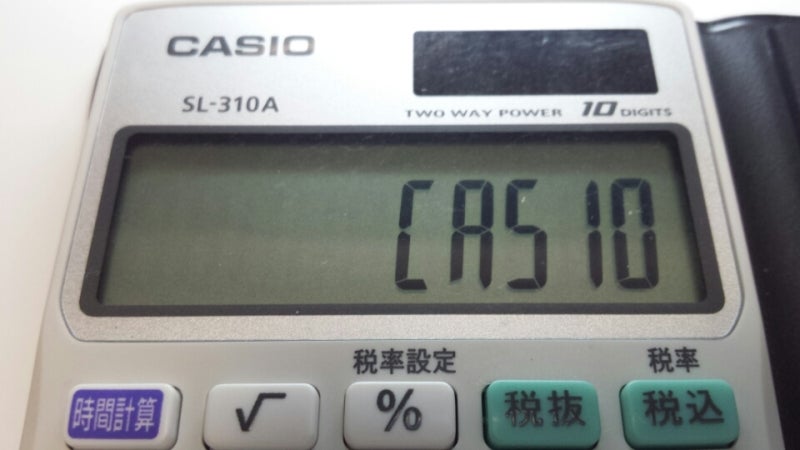 CASIO
SL-310A
TWO WAY POWER 10 DIGITS
CASIO
税率設定 税率
時間計算 √ % 税抜 税込